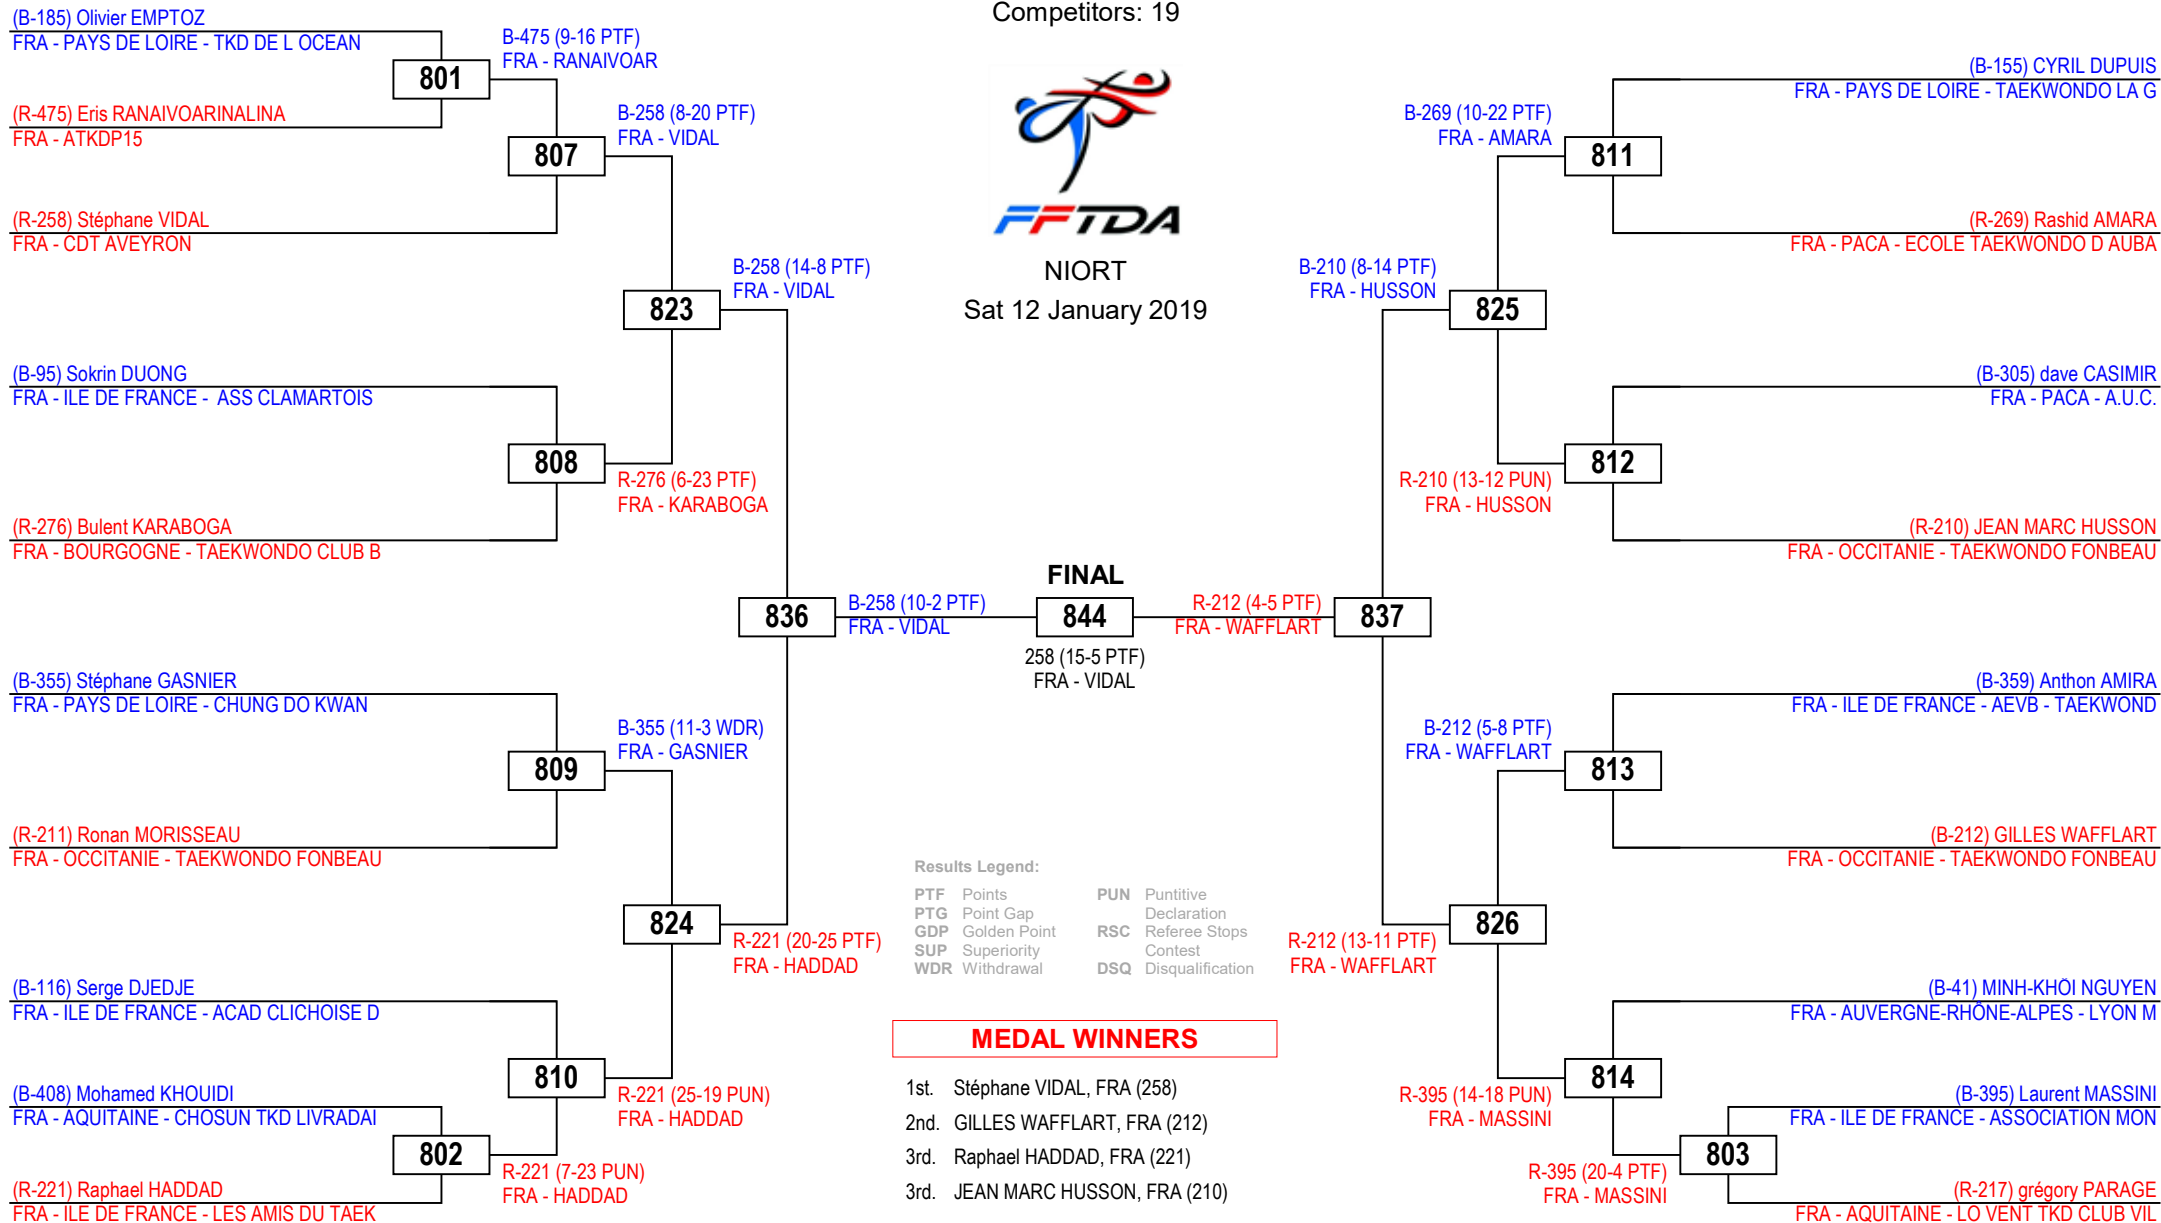 Competitors: 19
FFTDA
NIORT
Sat 12 January 2019
(B-185) Olivier EMPTOZ
FRA - PAYS DE LOIRE - TKD DE L OCEAN
801
(R-475) Eris RANAIVOARINALINA
FRA - ATKDP15
B-475 (9-16 PTF)
FRA - RANAIVOAR
807
(R-258) Stéphane VIDAL
FRA - CDT AVEYRON
B-258 (8-20 PTF)
FRA - VIDAL
823
B-258 (14-8 PTF)
FRA - VIDAL
(B-95) Sokrin DUONG
FRA - ILE DE FRANCE -  ASS CLAMARTOIS
808
(R-276) Bulent KARABOGA
FRA - BOURGOGNE - TAEKWONDO CLUB B
R-276 (6-23 PTF)
FRA - KARABOGA
836
B-258 (10-2 PTF)
FRA - VIDAL
(B-355) Stéphane GASNIER
FRA - PAYS DE LOIRE - CHUNG DO KWAN
809
(R-211) Ronan MORISSEAU
FRA - OCCITANIE - TAEKWONDO FONBEAU
B-355 (11-3 WDR)
FRA - GASNIER
824
R-221 (20-25 PTF)
FRA - HADDAD
(B-116) Serge DJEDJE
FRA - ILE DE FRANCE - ACAD CLICHOISE D
810
R-221 (25-19 PUN)
FRA - HADDAD
(B-408) Mohamed KHOUIDI
FRA - AQUITAINE - CHOSUN TKD LIVRADAI
802
R-221 (7-23 PUN)
FRA - HADDAD
(R-221) Raphael HADDAD
FRA - ILE DE FRANCE - LES AMIS DU TAEK
FINAL
844
258 (15-5 PTF)
FRA - VIDAL
R-212 (4-5 PTF)
FRA - WAFFLART
837
(B-155) CYRIL DUPUIS
FRA - PAYS DE LOIRE - TAEKWONDO LA G
B-269 (10-22 PTF)
FRA - AMARA
811
(R-269) Rashid AMARA
FRA - PACA - ECOLE TAEKWONDO D AUBA
B-210 (8-14 PTF)
FRA - HUSSON
825
(B-305) dave CASIMIR
FRA - PACA - A.U.C.
812
R-210 (13-12 PUN)
FRA - HUSSON
(R-210) JEAN MARC HUSSON
FRA - OCCITANIE - TAEKWONDO FONBEAU
(B-359) Anthon AMIRA
FRA - ILE DE FRANCE - AEVB - TAEKWOND
B-212 (5-8 PTF)
FRA - WAFFLART
813
(B-212) GILLES WAFFLART
FRA - OCCITANIE - TAEKWONDO FONBEAU
826
R-212 (13-11 PTF)
FRA - WAFFLART
(B-41) MINH-KHÔI NGUYEN
FRA - AUVERGNE-RHÔNE-ALPES - LYON M
814
R-395 (14-18 PUN)
FRA - MASSINI
(B-395) Laurent MASSINI
FRA - ILE DE FRANCE - ASSOCIATION MON
803
R-395 (20-4 PTF)
FRA - MASSINI
(R-217) grégory PARAGE
FRA - AQUITAINE - LO VENT TKD CLUB VIL
Results Legend:
PTF Points
PTG Point Gap
GDP Golden Point
SUP Superiority
WDR Withdrawal
PUN Puntitive
Declaration
RSC Referee Stops
Contest
DSQ Disqualification
MEDAL WINNERS
1st. Stéphane VIDAL, FRA (258)
2nd. GILLES WAFFLART, FRA (212)
3rd. Raphael HADDAD, FRA (221)
3rd. JEAN MARC HUSSON, FRA (210)